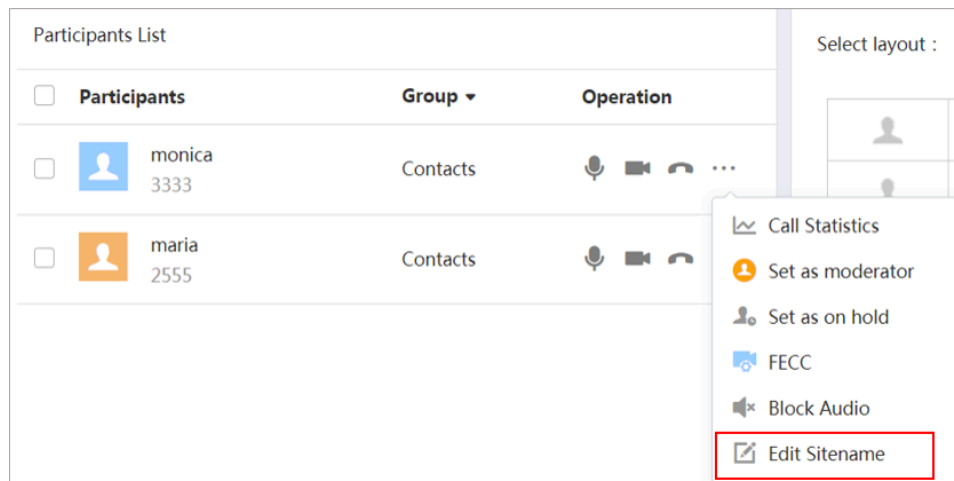 Participants List
Select layout :
Participants Group Operation
monica
3333
Contacts
maria
2555
Contacts
Call Statistics
Set as moderator
Set as on hold
FECC
Block Audio
Edit Sitename